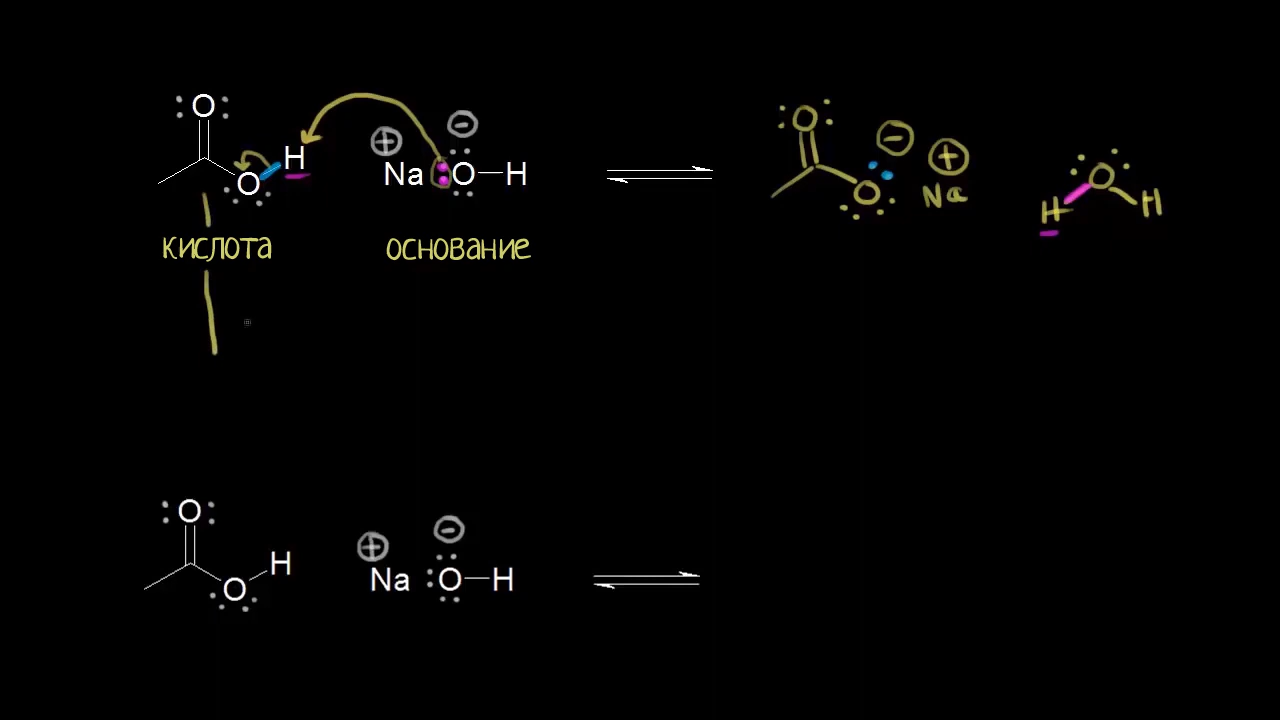 :O: H ⊕ ⊖ Na :O—H :O: ⊖ ⊕ O Na H O H
кислота основание
:O: H ⊕ ⊖ Na :O—H O